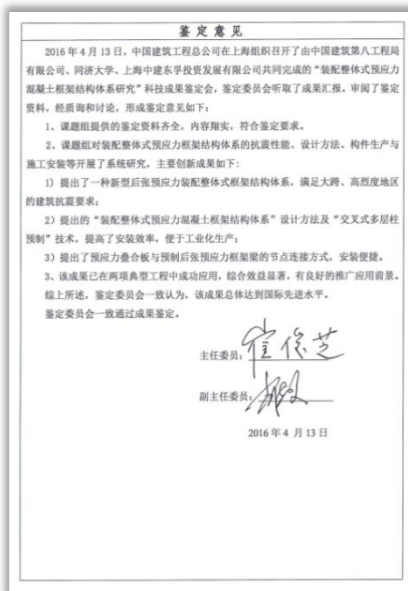 鉴定意见
2016年4月13日，中国建筑工程总公司在上海组织召开了由中国建筑第八工程局
有限公司、同济大学、上海中建东孚投资发展有限公司共同完成的“装配整体式预应力
混凝土框架结构体系研究”科技成果鉴定会，鉴定委员会听取了成果汇报，审阅了鉴定
资料，经质询和讨论，形成鉴定意见如下：
1、课题组提供的鉴定资料齐全，内容翔实，符合鉴定要求。
2、课题组对装配整体式预应力框架结构体系的抗震性能、设计方法、构件生产与
施工安装等开展了系统研究，主要创新成果如下：
1）提出了一种新型后张预应力装配整体式框架结构体系，满足大跨、高烈度地区
的建筑抗震要求；
2）提出的“装配整体式预应力混凝土框架结构体系”设计方法及“交叉式多层柱
预制”技术，提高了安装效率，便于工业化生产；
3）提出了预应力叠合板与预制后张预应力框架梁的节点连接方式，安装便捷。
3、该成果已在两项典型工程中成功应用，综合效益显著，有良好的推广应用前景。
综上所述，鉴定委员会一致认为，该成果总体达到国际先进水平。
鉴定委员会一致通过成果鉴定。
主任委员：崔俊芝
副主任委员：
2016年4月13日